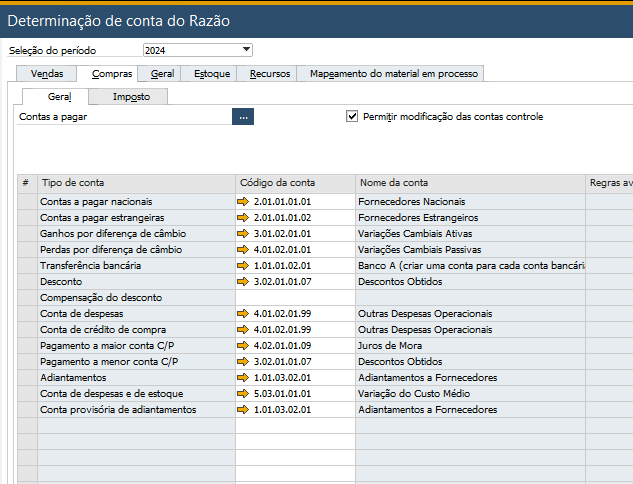 Determinação de conta do Razão
Seleção do período 2024
Vendas Compras Geral Estoque Recursos Mapeamento do material em processo
Geral Imposto
Contas a pagar ... Permitir modificação das contas controle
# Tipo de conta Código da conta Nome da conta Regras av
Contas a pagar nacionais 2.01.01.01.01 Fornecedores Nacionais
Contas a pagar estrangeiras 2.01.01.01.02 Fornecedores Estrangeiros
Ganhos por diferença de câmbio 3.01.02.01.01 Variações Cambiais Ativas
Perdas por diferença de câmbio 4.01.02.01.01 Variações Cambiais Passivas
Transferência bancária 1.01.01.02.01 Banco A (criar uma conta para cada conta bancári
Desconto 3.02.01.01.07 Descontos Obtidos
Compensação do desconto
Conta de despesas 4.01.02.01.99 Outras Despesas Operacionais
Conta de crédito de compra 4.01.02.01.99 Outras Despesas Operacionais
Pagamento a maior conta C/P 4.02.01.01.09 Juros de Mora
Pagamento a menor conta C/P 3.02.01.01.07 Descontos Obtidos
Adiantamentos 1.01.03.02.01 Adiantamentos a Fornecedores
Conta de despesas e de estoque 5.03.01.01.01 Variação do Custo Médio
Conta provisória de adiantamentos 1.01.03.02.01 Adiantamentos a Fornecedores